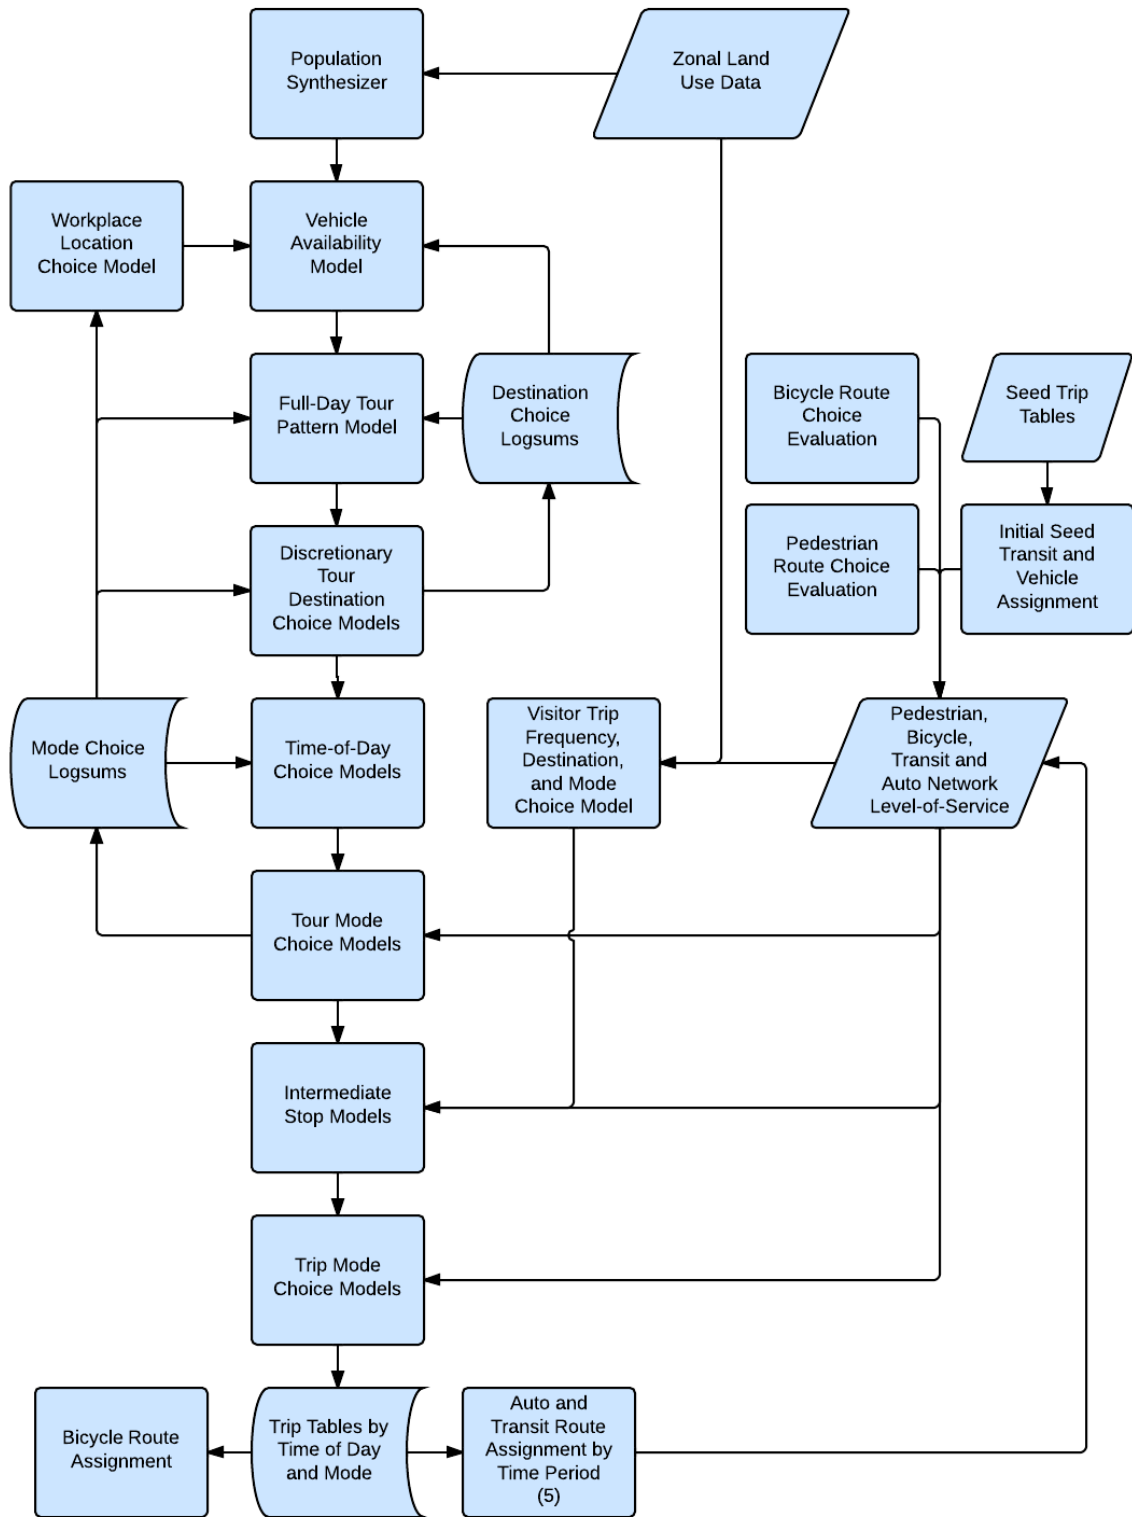 Population
Synthesizer
Zonal Land
Use Data
Workplace
Location
Choice Model
Vehicle
Availability
Model
Full-Day Tour
Pattern Model
Destination
Choice
Logsums
Bicycle Route
Choice
Evaluation
Seed Trip
Tables
Discretionary
Tour
Destination
Choice Models
Pedestrian
Route Choice
Evaluation
Initial Seed
Transit and
Vehicle
Assignment
Mode Choice
Logsums
Time-of-Day
Choice Models
Visitor Trip
Frequency,
Destination,
and Mode
Choice Model
Pedestrian,
Bicycle,
Transit and
Auto Network
Level-of-Service
Tour Mode
Choice Models
Intermediate
Stop Models
Trip Mode
Choice Models
Bicycle Route
Assignment
Trip Tables by
Time of Day
and Mode
Auto and
Transit Route
Assignment by
Time Period
(5)